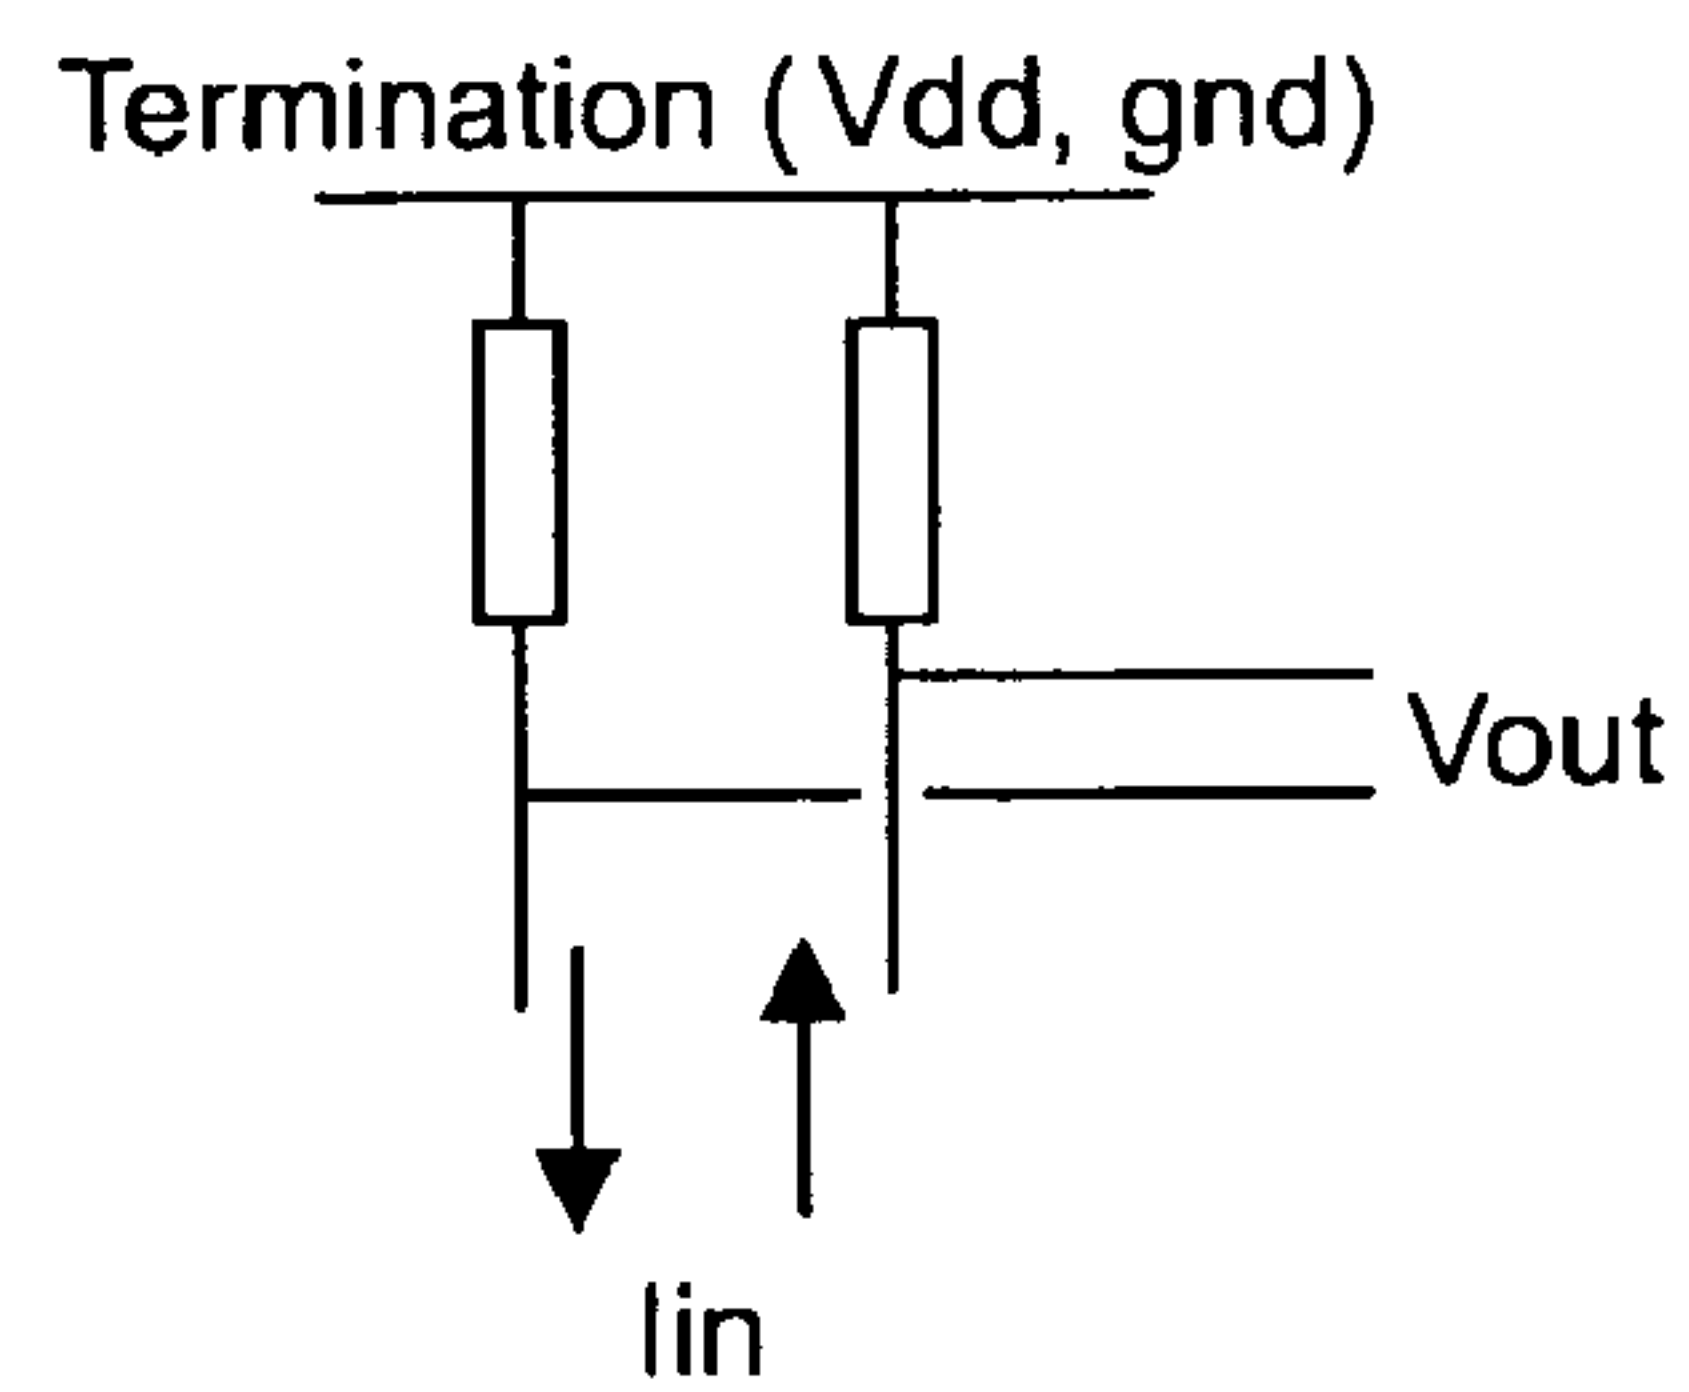 Termination (Vdd, gnd)
Vout
Iin